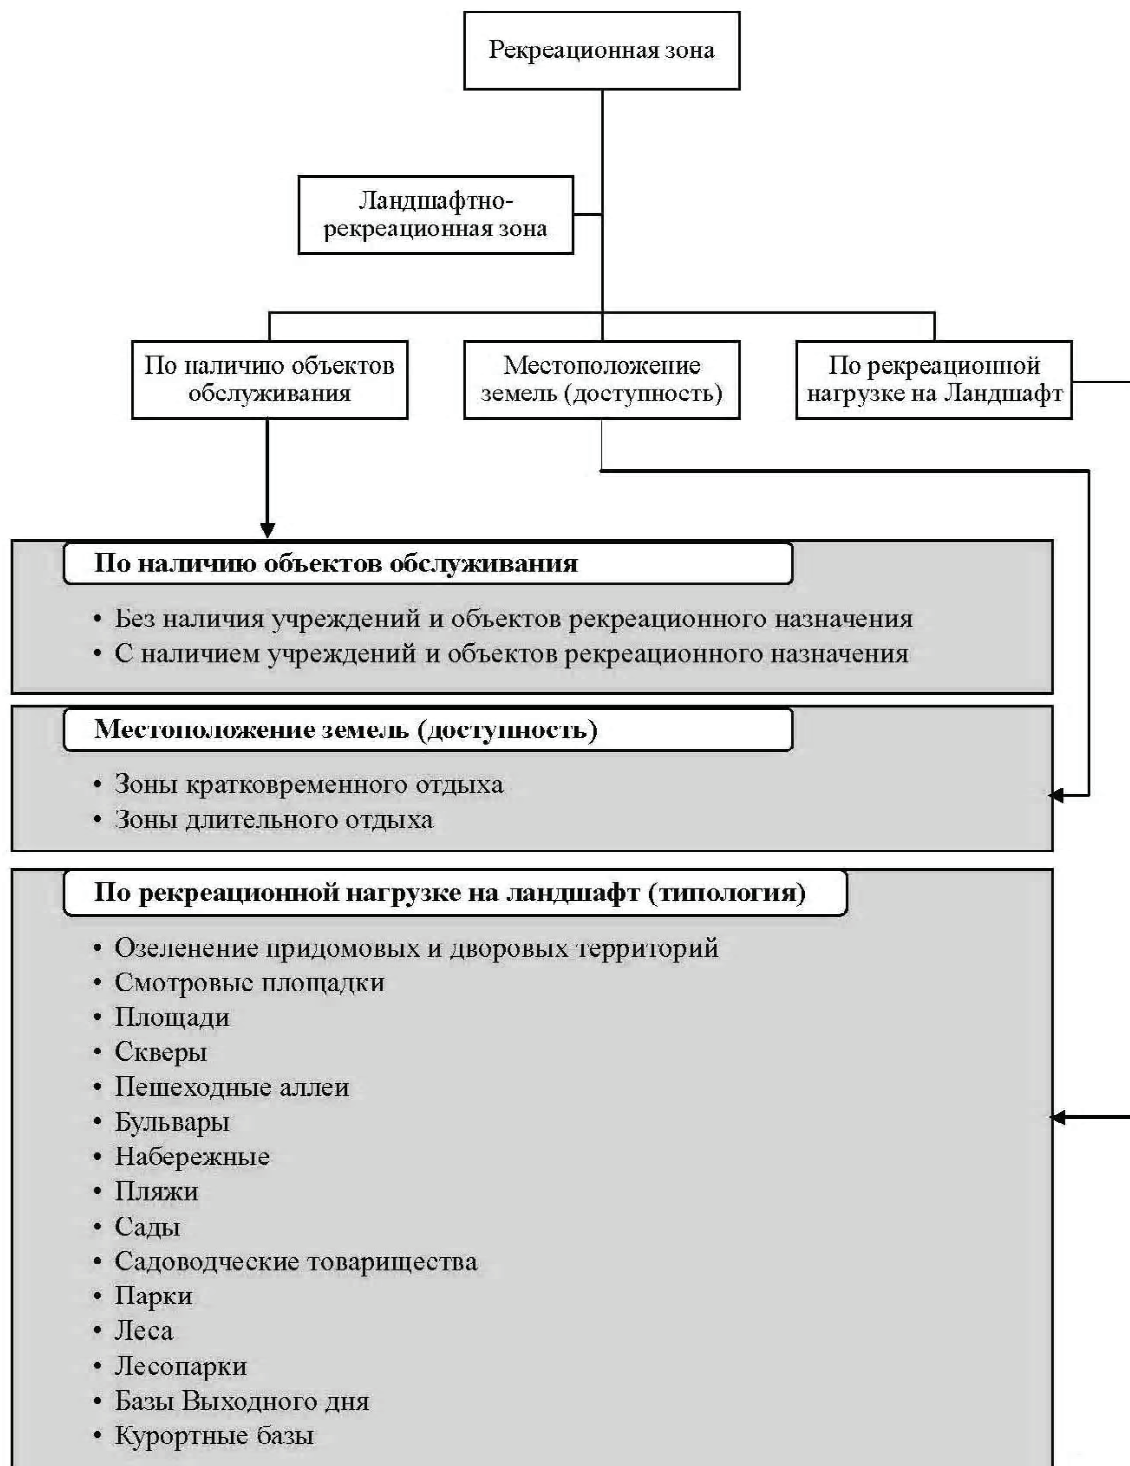 Рекреационная зона
Ландшафтно-
рекреационная зона
По наличию объектов
обслуживания
Местоположение
земель (доступность)
По рекреационной
нагрузке на Ландшафт
По наличию объектов обслуживания
• Без наличия учреждений и объектов рекреационного назначения
• С наличием учреждений и объектов рекреационного назначения
Местоположение земель (доступность)
• Зоны кратковременного отдыха
• Зоны длительного отдыха
По рекреационной нагрузке на ландшафт (типология)
• Озеленение придомовых и дворовых территорий
• Смотровые площадки
• Площади
• Скверы
• Пешеходные аллеи
• Бульвары
• Набережные
• Пляжи
• Сады
• Садоводческие товарищества
• Парки
• Леса
• Лесопарки
• Базы Выходного дня
• Курортные базы